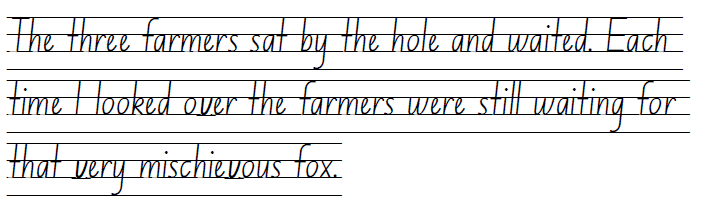 The three farmers sat by the hole and waited. Each
time I looked over the farmers were still waiting for
that very mischievous fox.